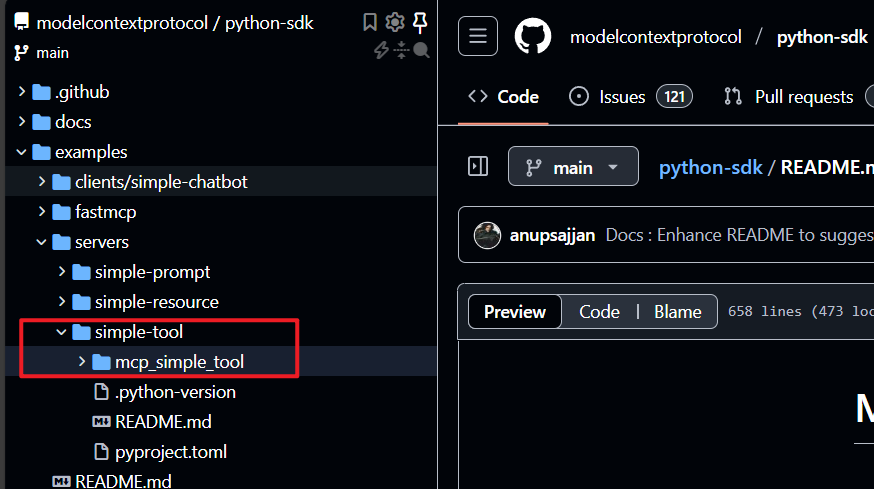 modelcontextprotocol / python-sdk
main
.github
docs
examples
clients/simple-chatbot
fastmcp
servers
simple-prompt
simple-resource
simple-tool
mcp_simple_tool
.python-version
README.md
pyproject.toml
README.md
modelcontextprotocol / python-sdk
Code Issues 121 Pull requests
main python-sdk / README.m
anupsajjan Docs : Enhance README to sugges
Preview Code Blame 658 lines (473 loc
M